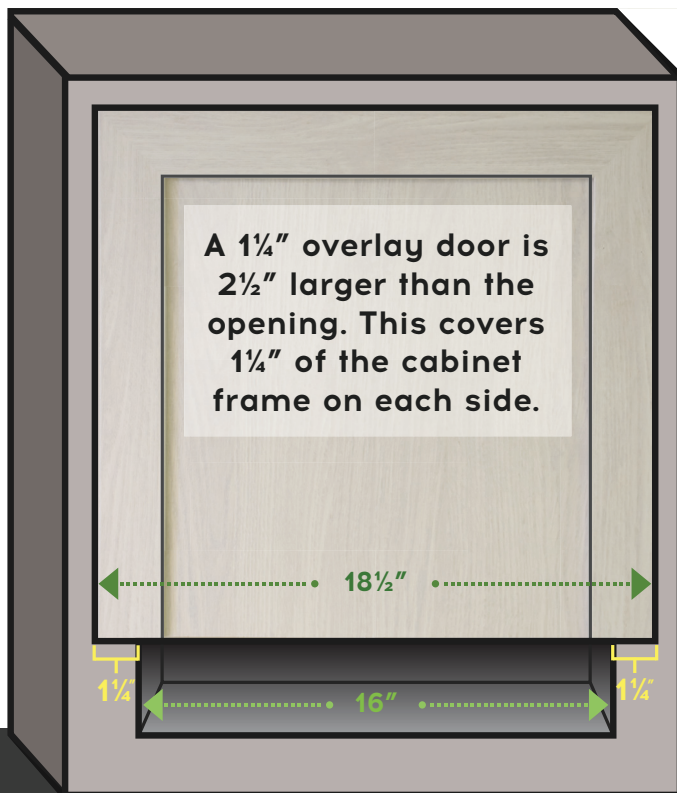 A 1¼” overlay door is
2½” larger than the
opening. This covers
1¼” of the cabinet
frame on each side.
18½”
1¼”
16”
1¼”